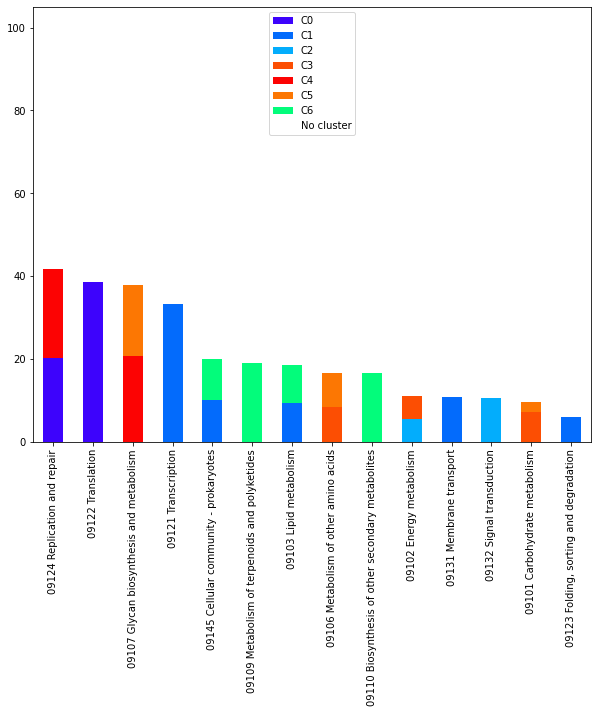 C0
C1
C2
C3
C4
C5
C6
No cluster
100
80
60
40
20
0
09124 Replication and repair
09122 Translation
09107 Glycan biosynthesis and metabolism
09121 Transcription
09145 Cellular community - prokaryotes
09109 Metabolism of terpenoids and polyketides
09103 Lipid metabolism
09106 Metabolism of other amino acids
09110 Biosynthesis of other secondary metabolites
09102 Energy metabolism
09131 Membrane transport
09132 Signal transduction
09101 Carbohydrate metabolism
09123 Folding, sorting and degradation